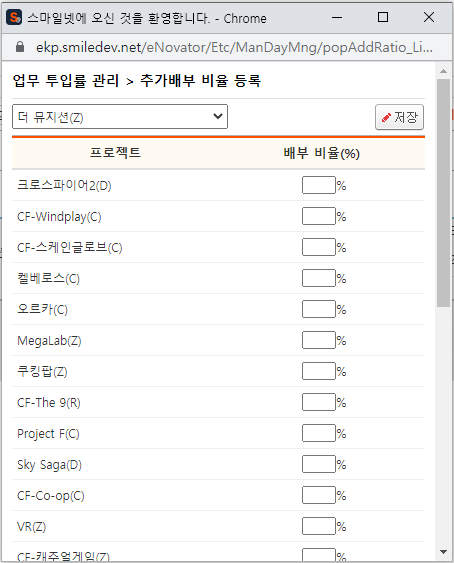 스마일넷에 오신 것을 환영합니다. - Chrome
ekp.smiledev.net/eNovator/Etc/ManDayMng/popAddRatio_Li...
업무 투입률 관리 > 추가배부 비율 등록
더 뮤지션(Z) 저장
프로젝트 배부 비율(%)
크로스파이어2(D) %
CF-Windplay(C) %
CF-스케인글로브(C) %
켈베로스(C) %
오르카(C) %
MegaLab(Z) %
쿠킹팝(Z) %
CF-The 9(R) %
Project F(C) %
Sky Saga(D) %
CF-Co-op(C) %
VR(Z) %
CF-캐주얼게임(Z) %